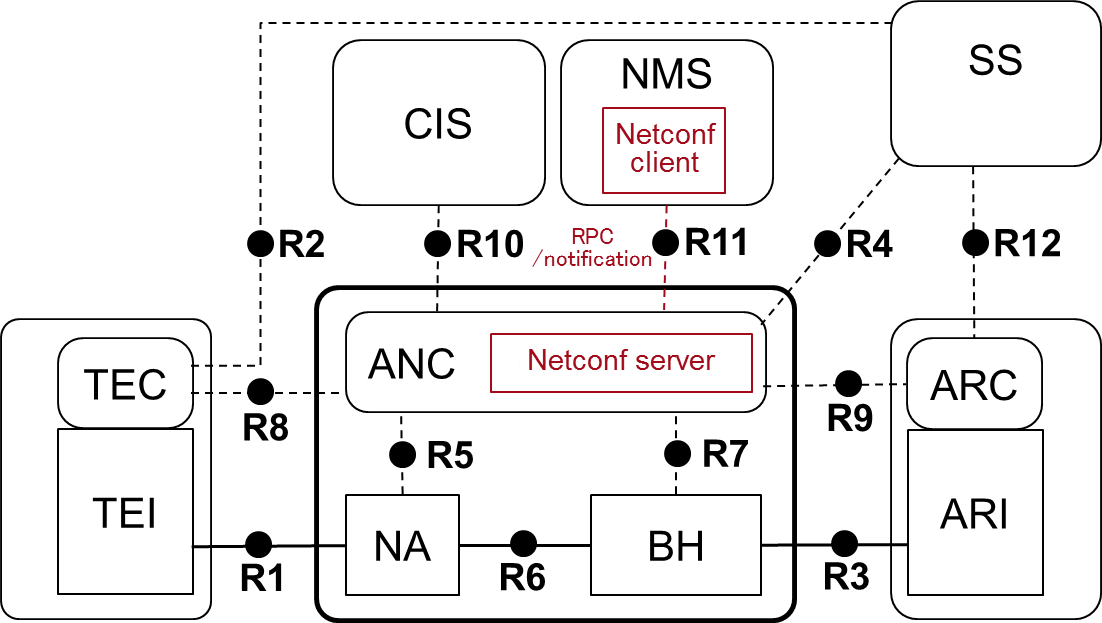 SS
NMS
CIS
Netconf
client
R2
R10
RPC
/notification
R11
R4
R12
TEC
ANC
Netconf server
ARC
R8
R9
R5
R7
TEI
NA
BH
ARI
R1
R6
R3